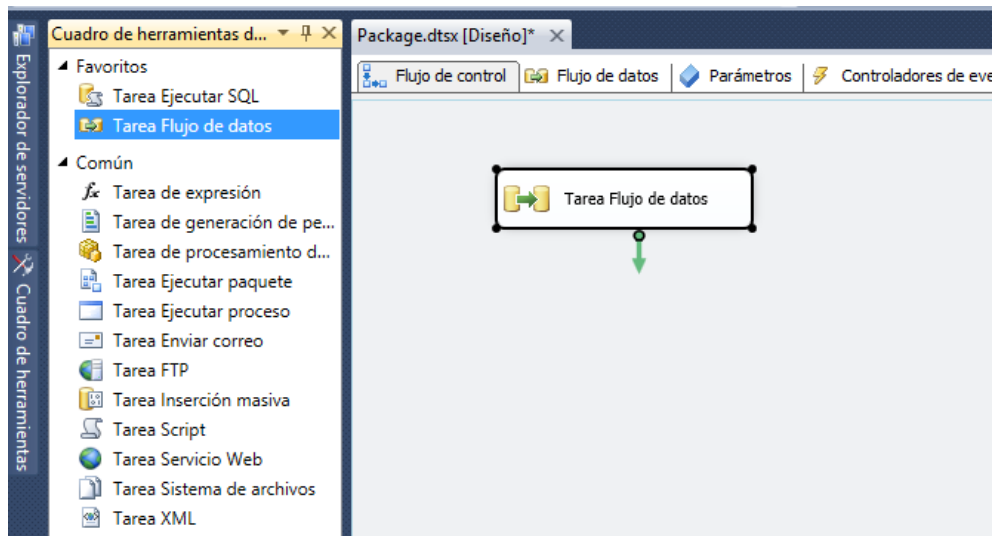 Explorador de servidores
Cuadro de herramientas
Cuadro de herramientas d...
Favoritos
Tarea Ejecutar SQL
Tarea Flujo de datos
Común
Tarea de expresión
Tarea de generación de pe...
Tarea de procesamiento d...
Tarea Ejecutar paquete
Tarea Ejecutar proceso
Tarea Enviar correo
Tarea FTP
Tarea Inserción masiva
Tarea Script
Tarea Servicio Web
Tarea Sistema de archivos
Tarea XML
Package.dtsx [Diseño]*
Flujo de control
Flujo de datos
Parámetros
Controladores de eve
Tarea Flujo de datos